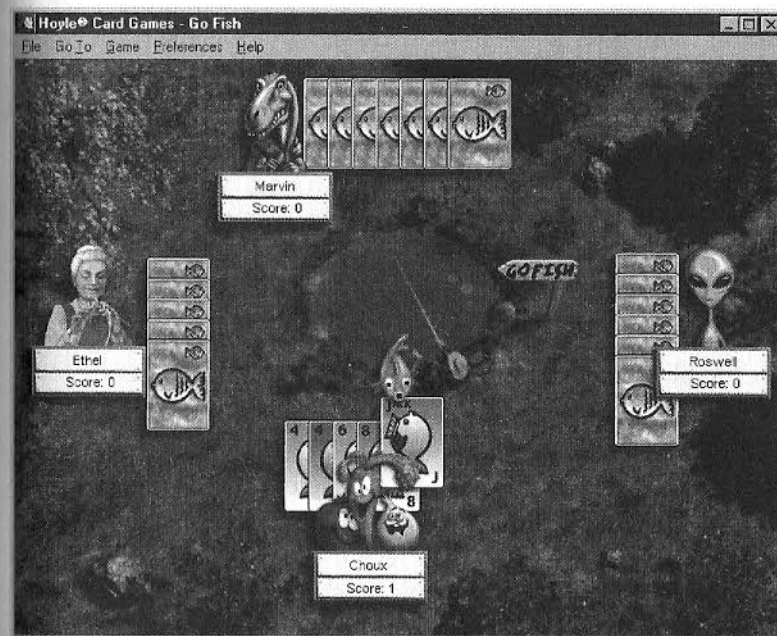 Hoyle® Card Games - Go Fish
File Go To Game Preferences Help
Marvin
Score: 0
GO FISH
Ethel
Score: 0
Roswell
Score: 0
4 4 6 8 JACK
J
8
Choux
Score: 1